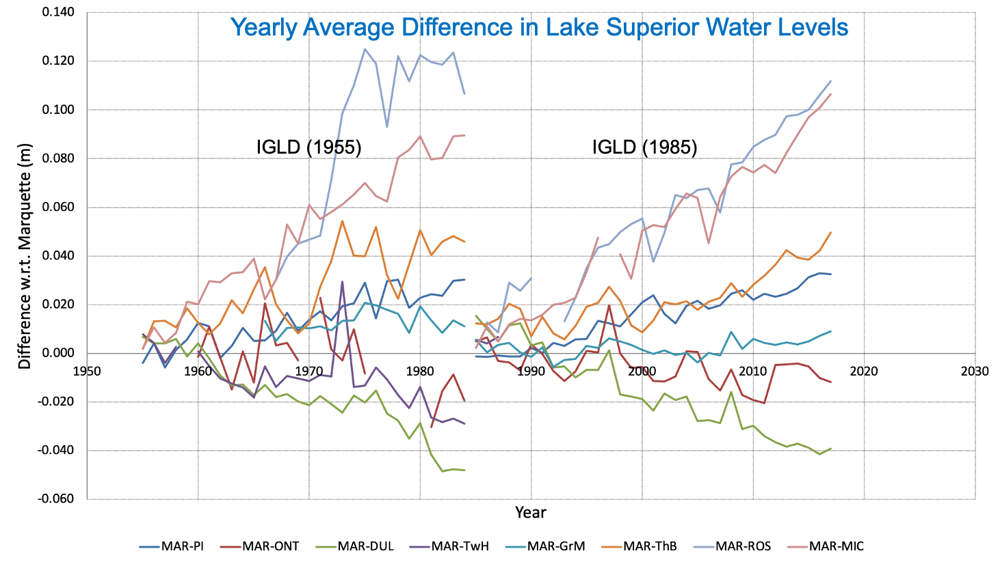 Yearly Average Difference in Lake Superior Water Levels
0.140
0.120
0.100
0.080
0.060
0.040
0.020
0.000
-0.020
-0.040
-0.060
Difference w.r.t. Marquette (m)
IGLD (1955)
IGLD (1985)
1950 1960 1970 1980 1990 2000 2010 2020 2030
Year
MAR-PI MAR-ONT MAR-DUL MAR-TwH MAR-GrM MAR-ThB MAR-ROS MAR-MIC